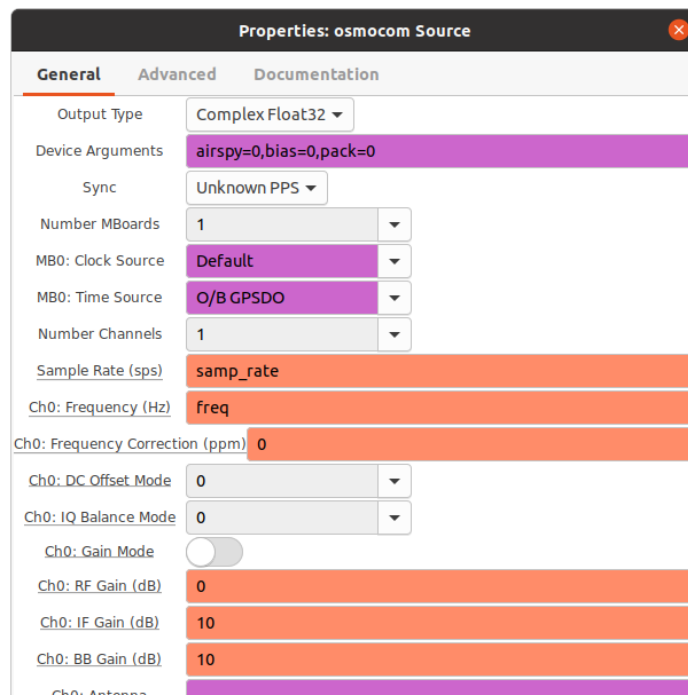 Properties: osmocom Source
General Advanced Documentation
Output Type Complex Float32
Device Arguments airspy=0,bias=0,pack=0
Sync Unknown PPS
Number MBoards 1
MB0: Clock Source Default
MB0: Time Source O/B GPSDO
Number Channels 1
Sample Rate (sps) samp_rate
Ch0: Frequency (Hz) freq
Ch0: Frequency Correction (ppm) 0
Ch0: DC Offset Mode 0
Ch0: IQ Balance Mode 0
Ch0: Gain Mode
Ch0: RF Gain (dB) 0
Ch0: IF Gain (dB) 10
Ch0: BB Gain (dB) 10
Ch0: Antenna